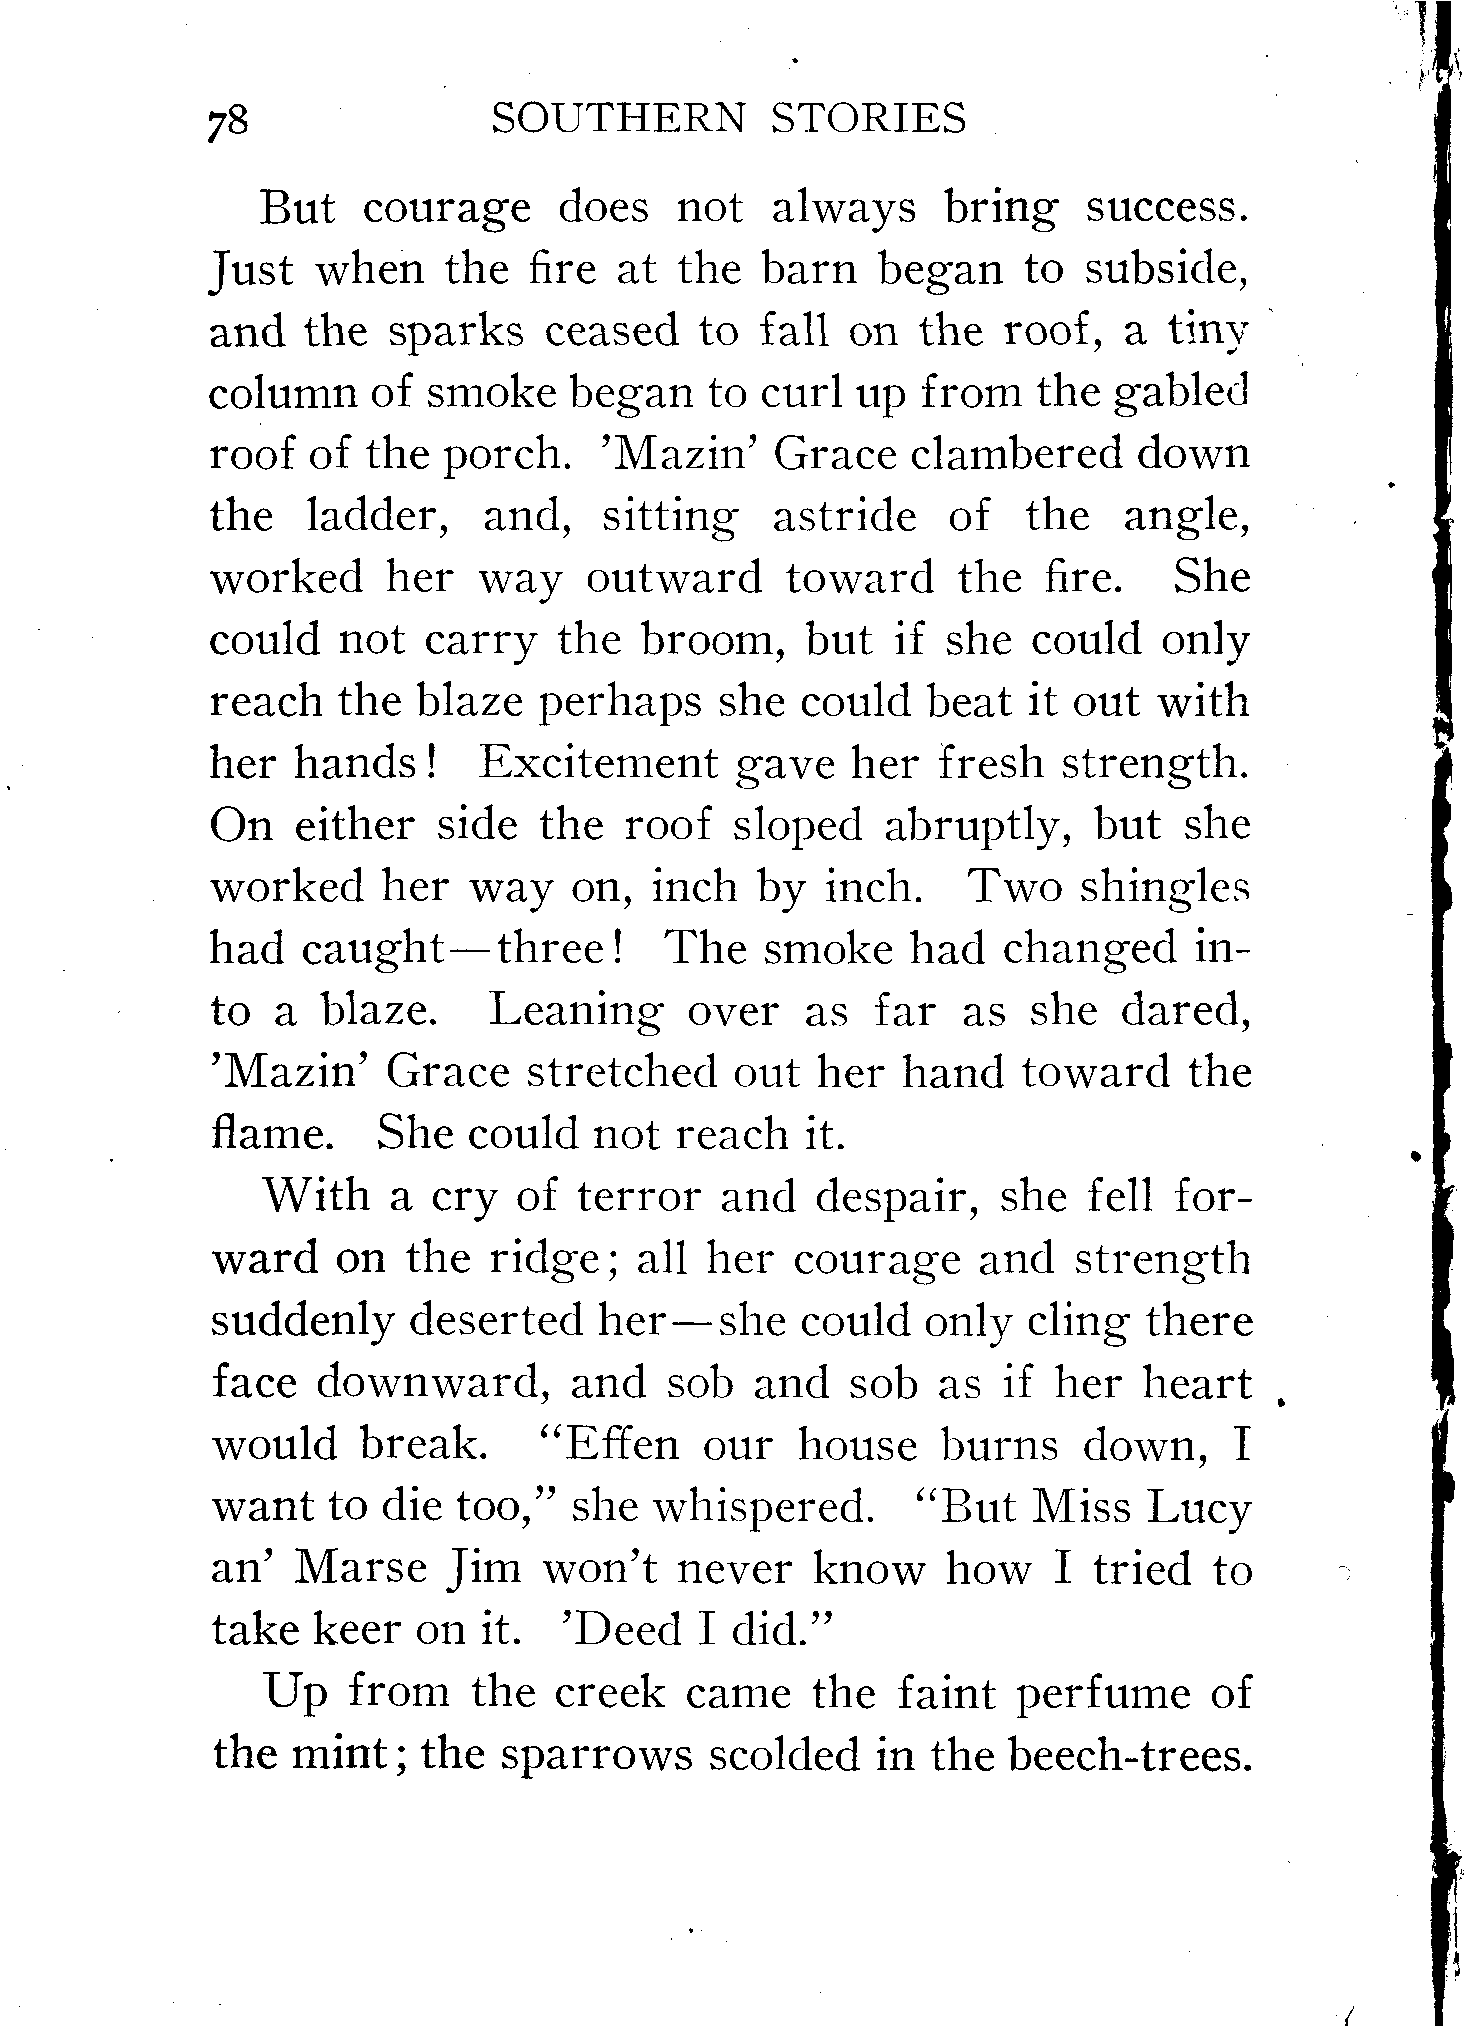 78 SOUTHERN STORIES
But courage does not always bring success.
Just when the fire at the barn began to subside,
and the sparks ceased to fall on the roof, a tiny
column of smoke began to curl up from the gabled
roof of the porch. ’Mazin’ Grace clambered down
the ladder, and, sitting astride of the angle,
worked her way outward toward the fire. She
could not carry the broom, but if she could only
reach the blaze perhaps she could beat it out with
her hands! Excitement gave her fresh strength.
On either side the roof sloped abruptly, but she
worked her way on, inch by inch. Two shingles
had caught—three! The smoke had changed in-
to a blaze. Leaning over as far as she dared,
’Mazin’ Grace stretched out her hand toward the
flame. She could not reach it.
With a cry of terror and despair, she fell for-
ward on the ridge; all her courage and strength
suddenly deserted her—she could only cling there
face downward, and sob and sob as if her heart
would break. “Effen our house burns down, I
want to die too,” she whispered. “But Miss Lucy
an’ Marse Jim won’t never know how I tried to
take keer on it. ’Deed I did.”
Up from the creek came the faint perfume of
the mint; the sparrows scolded in the beech-trees.